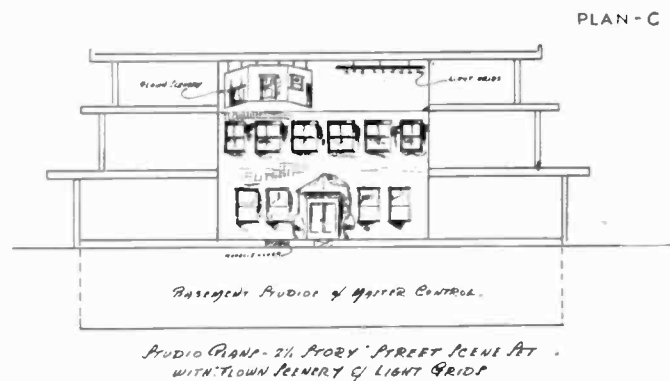 PLAN-C
FLOWN SCENERY
LIGHT GRIDS
BASEMENT STUDIOS & MASTER CONTROL.
STUDIO PLANS - 2½ STORY STREET SCENE SET
WITH FLOWN SCENERY & LIGHT GRIDS